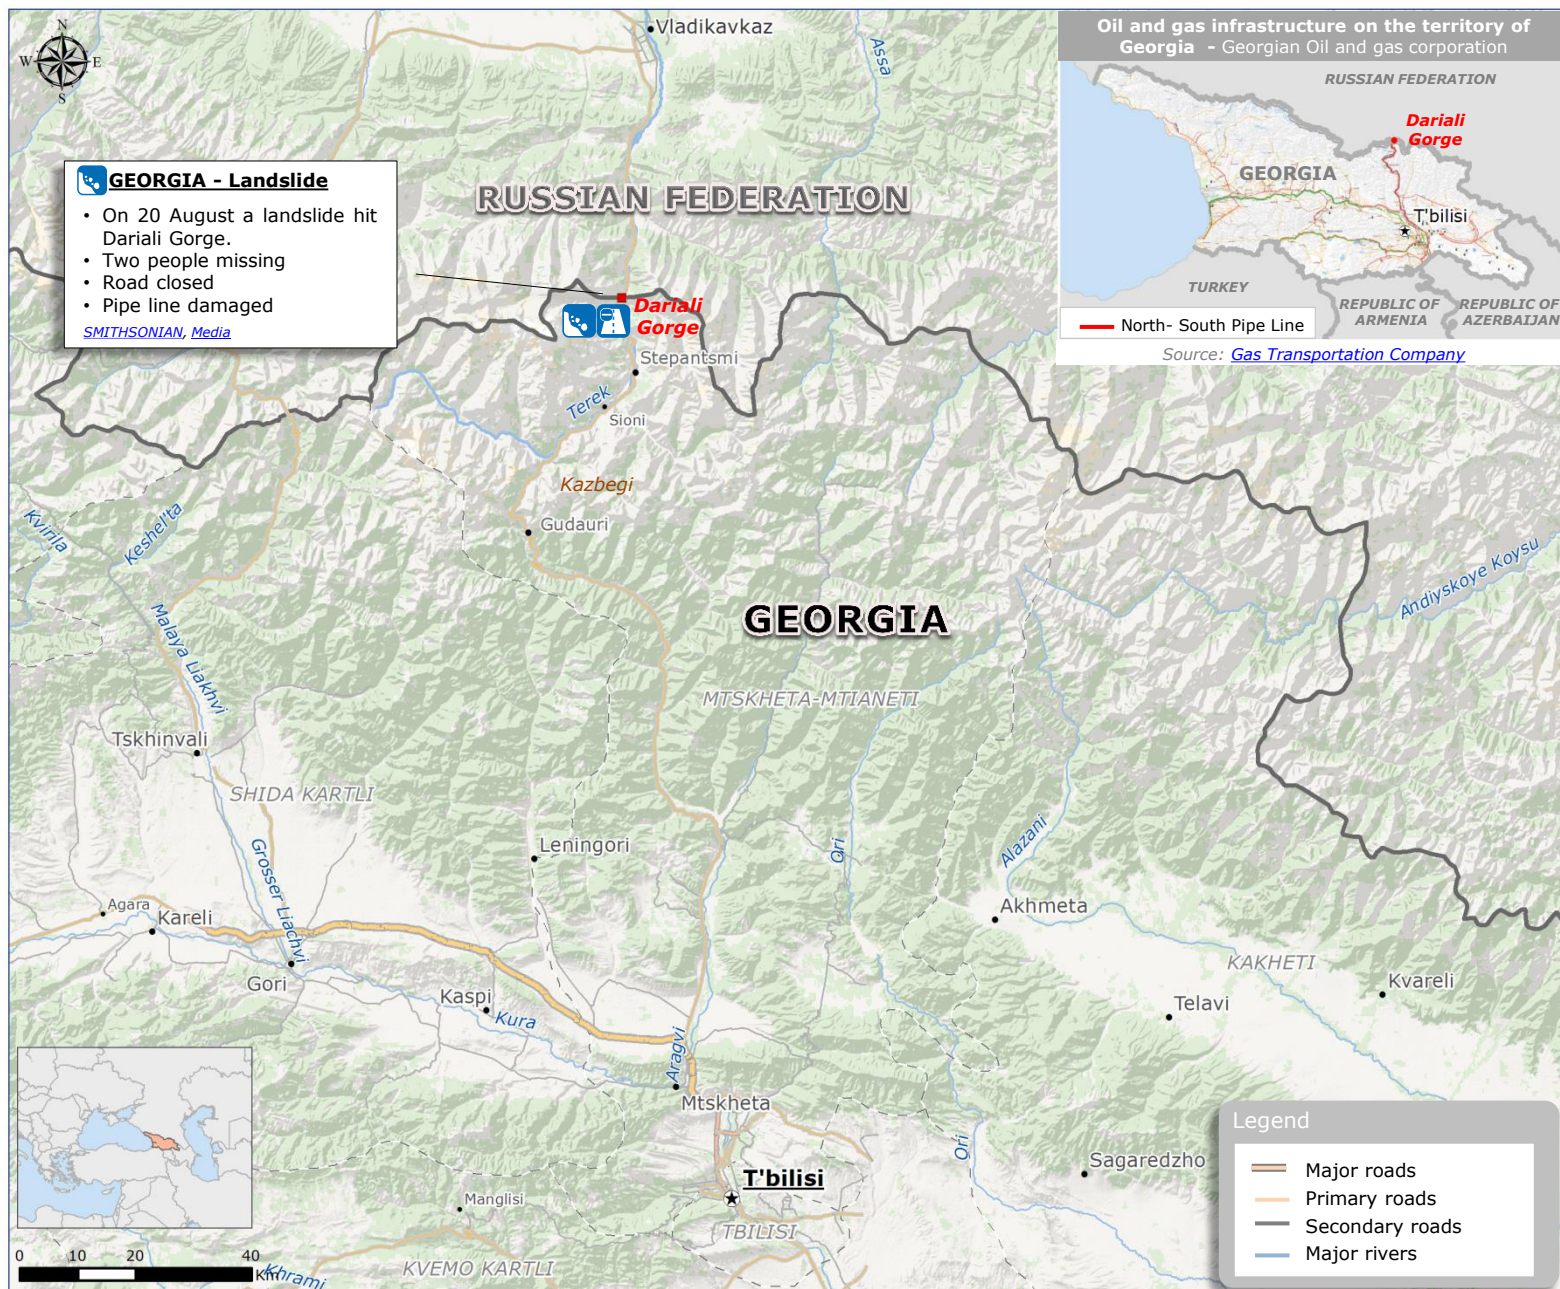 N
W
E
S
Vladikavkaz
Assa
Oil and gas infrastructure on the territory of
Georgia - Georgian Oil and gas corporation
RUSSIAN FEDERATION
Dariali
Gorge
GEORGIA
T'bilisi
TURKEY
REPUBLIC OF
ARMENIA
REPUBLIC OF
AZERBAIJAN
North- South Pipe Line
Source: Gas Transportation Company
GEORGIA - Landslide
• On 20 August a landslide hit
Dariali Gorge.
• Two people missing
• Road closed
• Pipe line damaged
SMITHSONIAN, Media
RUSSIAN FEDERATION
Dariali
Gorge
Stepantsmi
Terek
Sioni
Kazbegi
Gudauri
Kvirila
Keshel'ta
Andiyskoye Koysu
GEORGIA
Malaya Liakhvi
MTSKHETA-MTIANETI
Tskhinvali
SHIDA KARTLI
Leningori
Ori
Alazani
Grosser Liachvi
Agara
Kareli
Akhmeta
Gori
Kaspi
Kura
KAKHETI
Kvareli
Telavi
Aragvi
Mtskheta
Ori
Sagaredzho
T'bilisi
Manglisi
TBILISI
KVEMO KARTLI
Khrami
0 10 20 40
Km
Legend
Major roads
Primary roads
Secondary roads
Major rivers